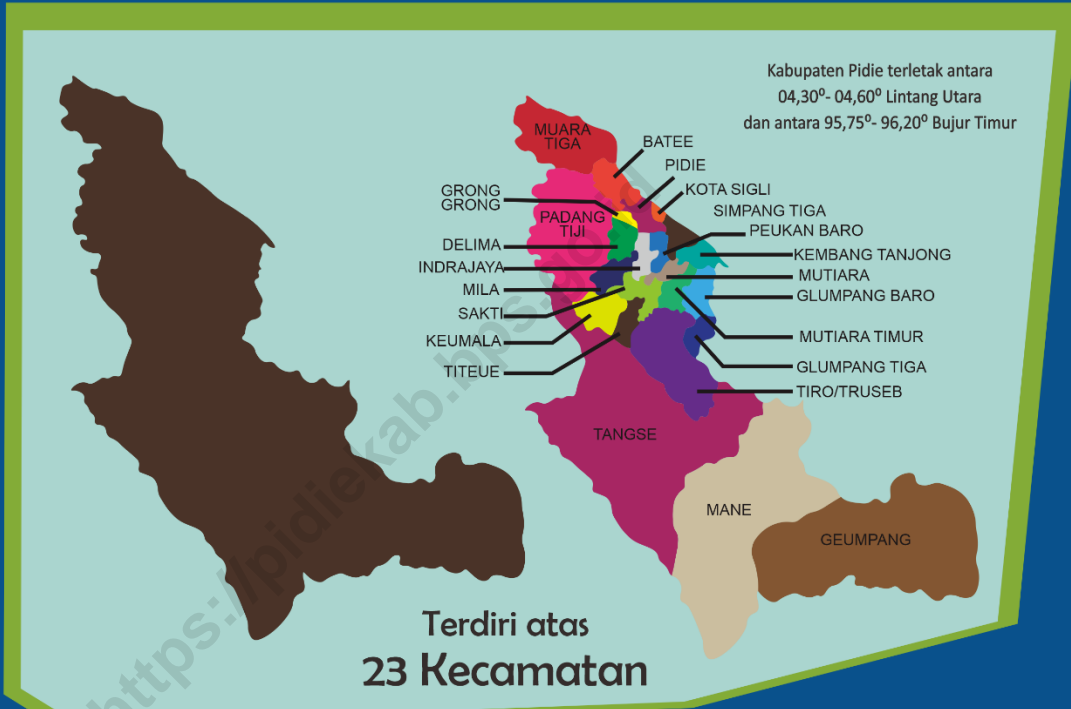 Kabupaten Pidie terletak antara
04,30⁰- 04,60⁰ Lintang Utara
dan antara 95,75⁰- 96,20⁰ Bujur Timur
MUARA
TIGA
BATEE
PIDIE
KOTA SIGLI
GRONG
GRONG
PADANG
TIJI
SIMPANG TIGA
PEUKAN BARO
DELIMA
KEMBANG TANJONG
INDRAJAYA
MUTIARA
MILA
GLUMPANG BARO
SAKTI
KEUMALA
MUTIARA TIMUR
TITEUE
GLUMPANG TIGA
TIRO/TRUSEB
TANGSE
MANE
GEUMPANG
Terdiri atas
23 Kecamatan
https://pidiekab.bps.go.id